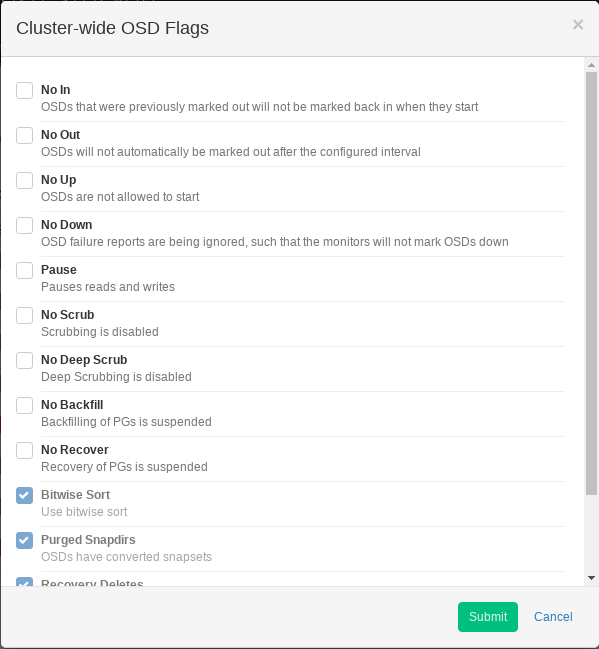 Cluster-wide OSD Flags
×
No In
OSDs that were previously marked out will not be marked back in when they start
No Out
OSDs will not automatically be marked out after the configured interval
No Up
OSDs are not allowed to start
No Down
OSD failure reports are being ignored, such that the monitors will not mark OSDs down
Pause
Pauses reads and writes
No Scrub
Scrubbing is disabled
No Deep Scrub
Deep Scrubbing is disabled
No Backfill
Backfilling of PGs is suspended
No Recover
Recovery of PGs is suspended
Bitwise Sort
Use bitwise sort
Purged Snapdirs
OSDs have converted snapsets
Recovery Deletes
Submit
Cancel